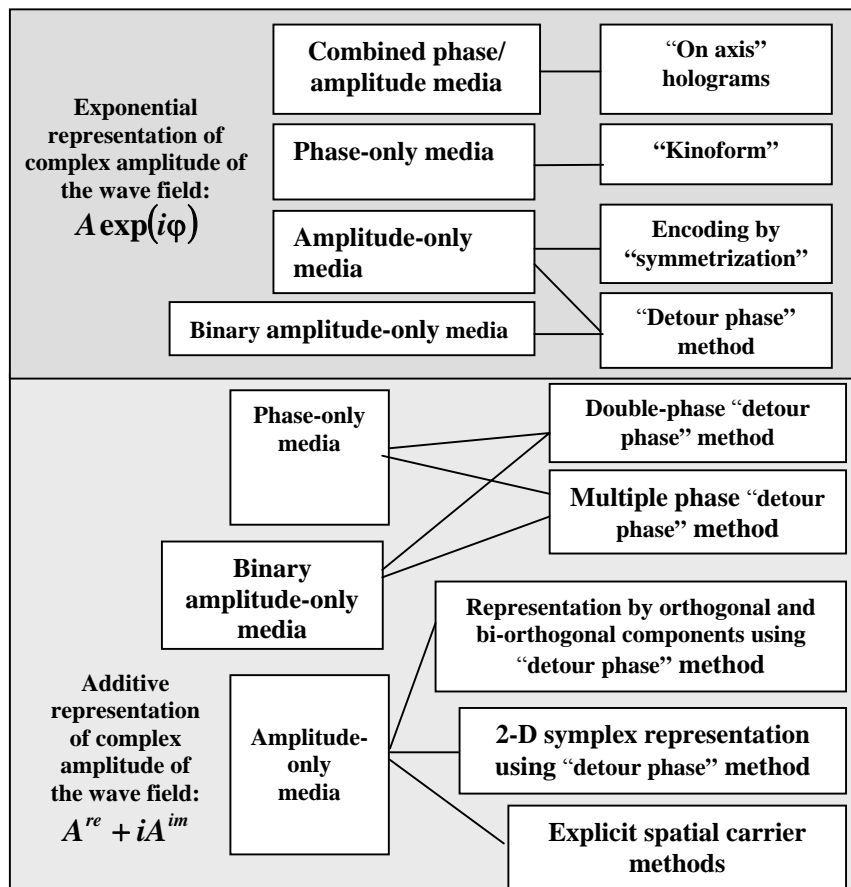 Exponential
representation of
complex amplitude of
the wave field:
A exp(iφ)
Combined phase/
amplitude media
“On axis”
holograms
Phase-only media
“Kinoform”
Amplitude-only
media
Encoding by
“symmetrization”
Binary amplitude-only media
“Detour phase”
method
Phase-only
media
Double-phase “detour
phase” method
Multiple phase “detour
phase” method
Binary
amplitude-only
media
Representation by orthogonal and
bi-orthogonal components using
“detour phase” method
Additive
representation
of complex
amplitude of
the wave field:
A^re + iA^im
Amplitude-
only
media
2-D symplex representation
using “detour phase” method
Explicit spatial carrier
methods